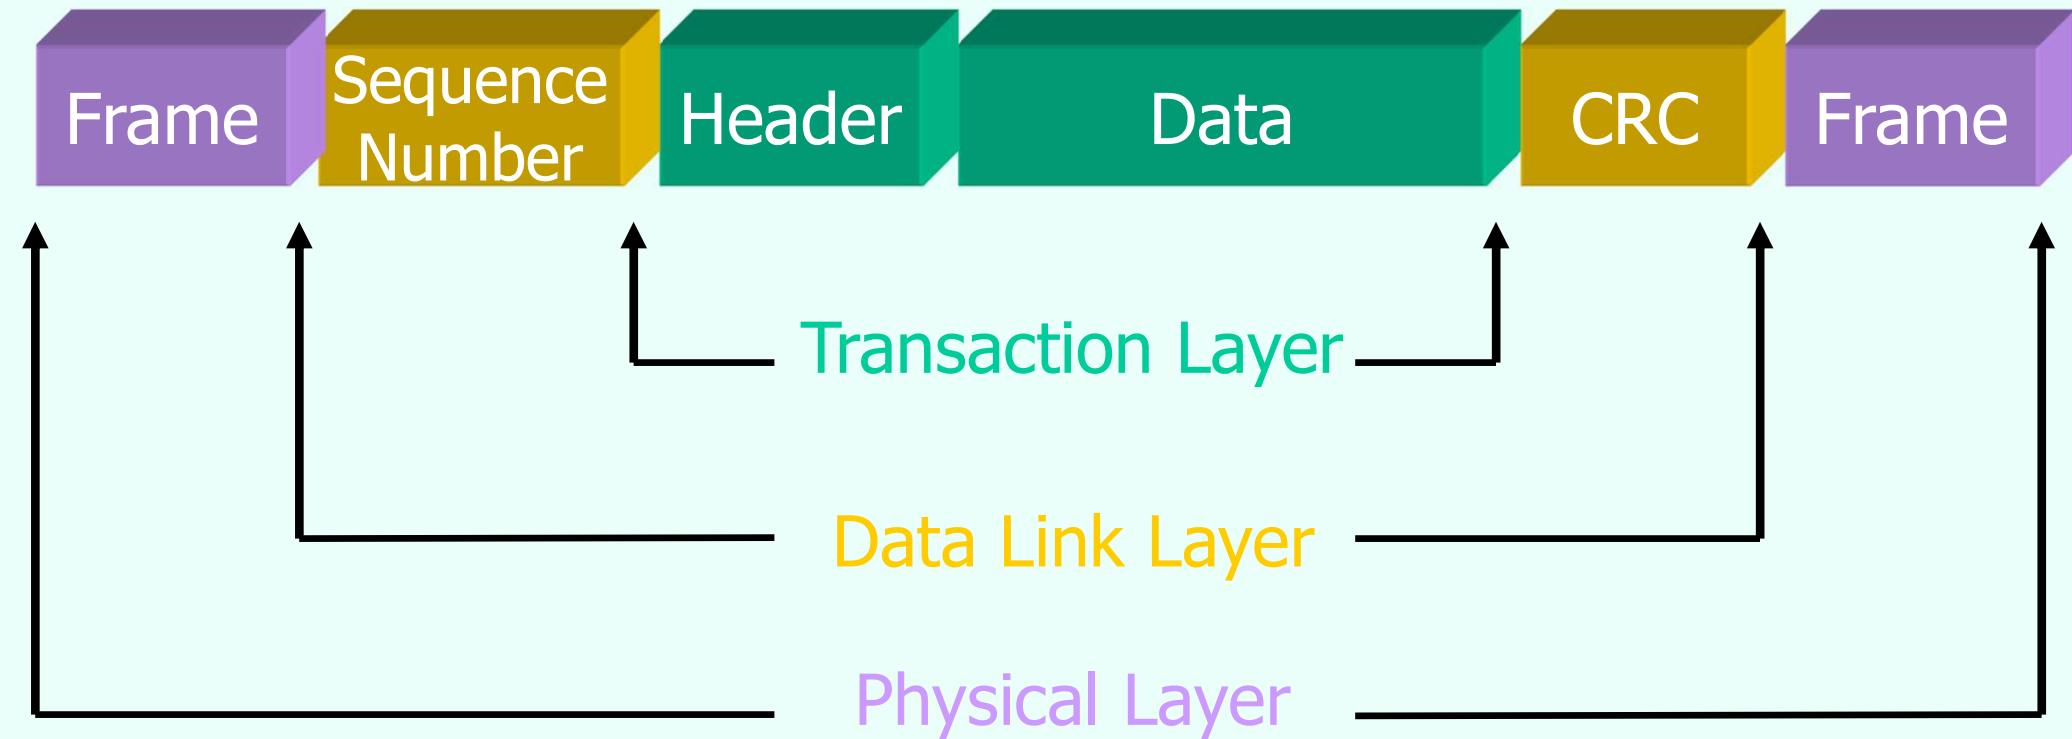 Frame
Sequence
Number
Header
Data
CRC
Frame
Transaction Layer
Data Link Layer
Physical Layer